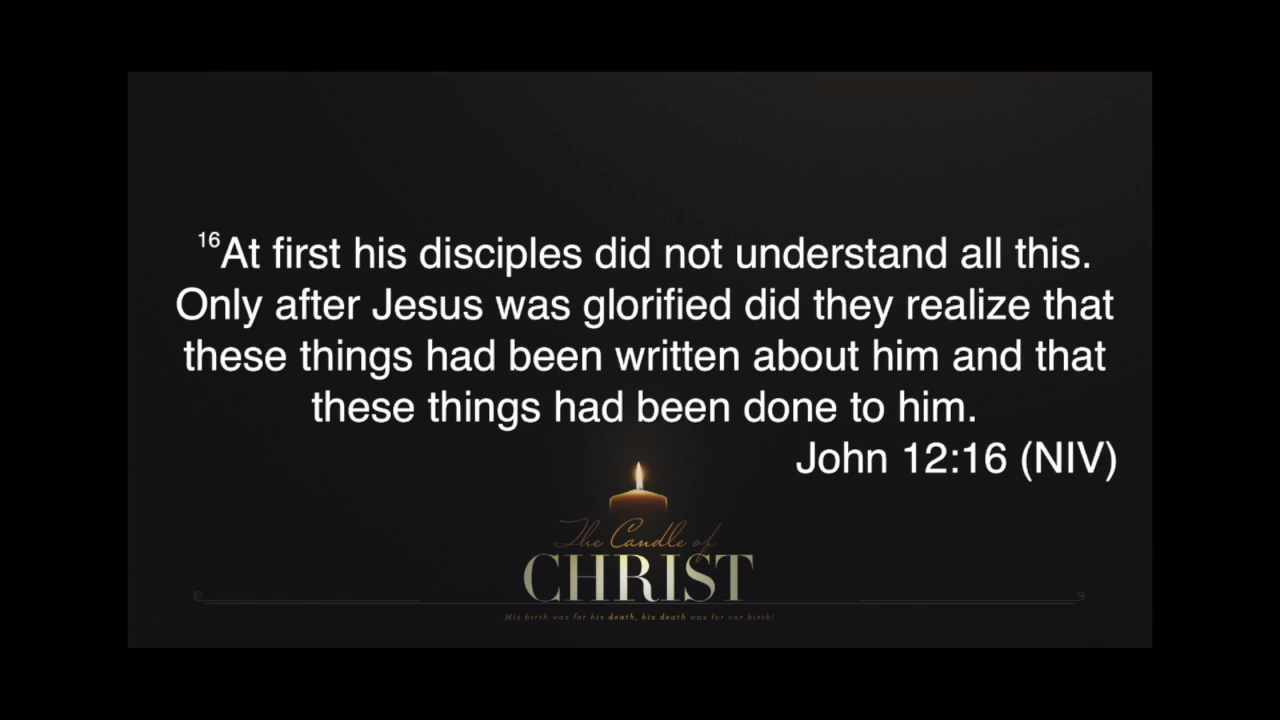 16At first his disciples did not understand all this.
Only after Jesus was glorified did they realize that
these things had been written about him and that
these things had been done to him.
John 12:16 (NIV)
The Candle of
CHRIST
His birth was for his death, his death was for our birth!